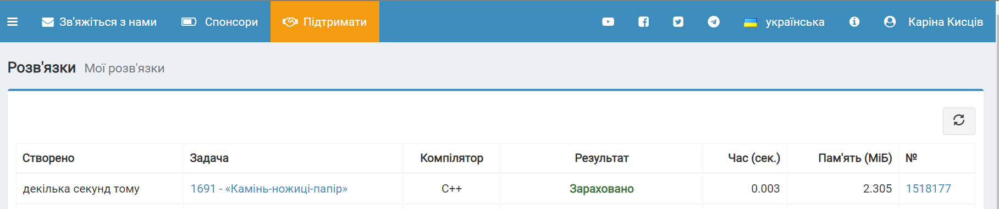 Зв'яжіться з нами Спонсори Підтримати українська Каріна Кисців
Розв'язки Мої розв'язки
Створено Задача Компілятор Результат Час (сек.) Пам'ять (МіБ) №
декілька секунд тому 1691 - «Камінь-ножиці-папір» C++ Зараховано 0.003 2.305 1518177